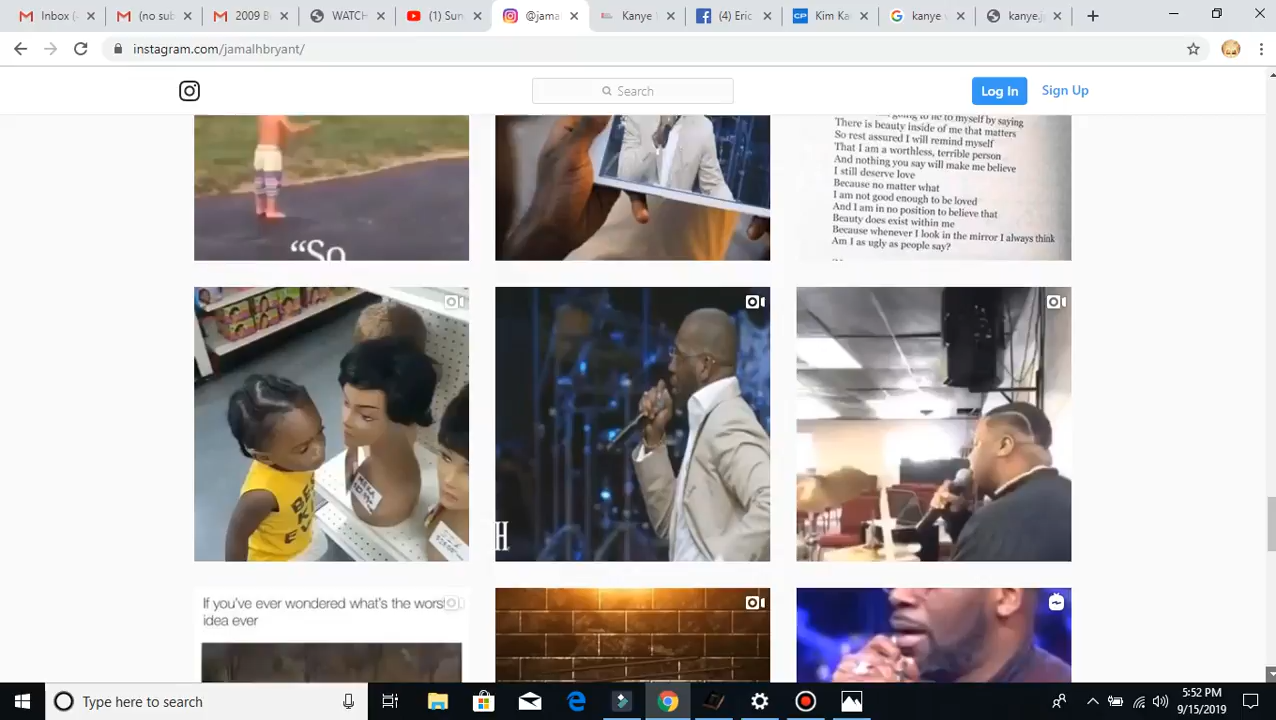 Inbox (
(no sub
2009 B
WATCH
(1) Sun
@jama
Kanye
(4) Eric
Kim Ka
kanye
kanye.j
instagram.com/jamalhbryant/
Search
Log In
Sign Up
to myself by saying
There is beauty inside of me that matters
So rest assured I will remind myself
That I am a worthless, terrible person
And nothing you say will make me believe
I still deserve love
Because no matter what
I am not good enough to be loved
And I am in no position to believe that
Beauty does exist within me
Because whenever I look in the mirror I always think
Am I as ugly as people say?
“So
H
If you've ever wondered what's the wors
idea ever
Type here to search
:52 PM
9/15/2019